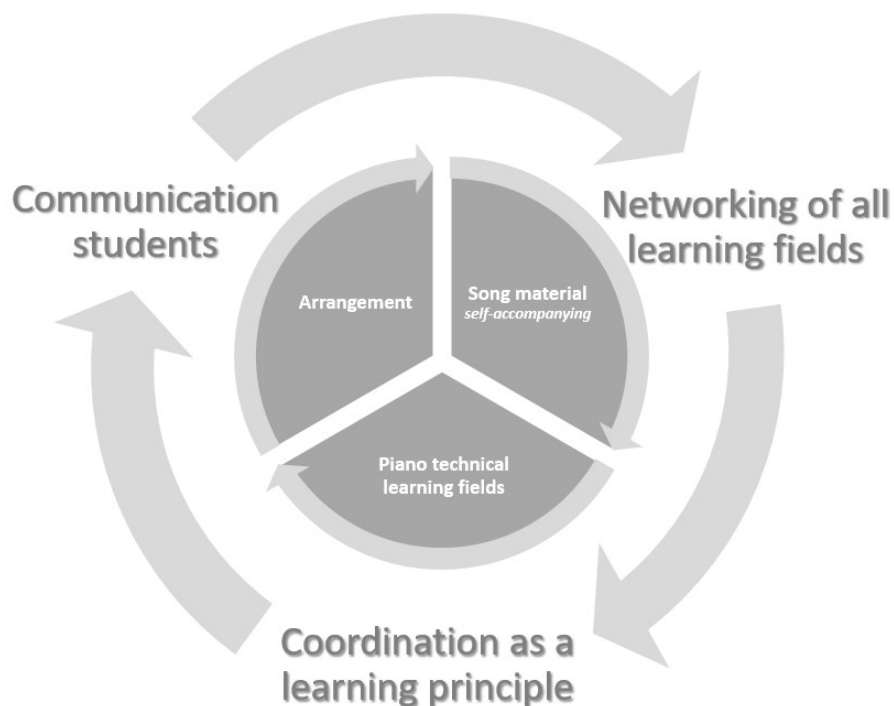 Communication
students
Networking of all
learning fields
Arrangement
Song material
self-accompanying
Piano technical
learning fields
Coordination as a
learning principle